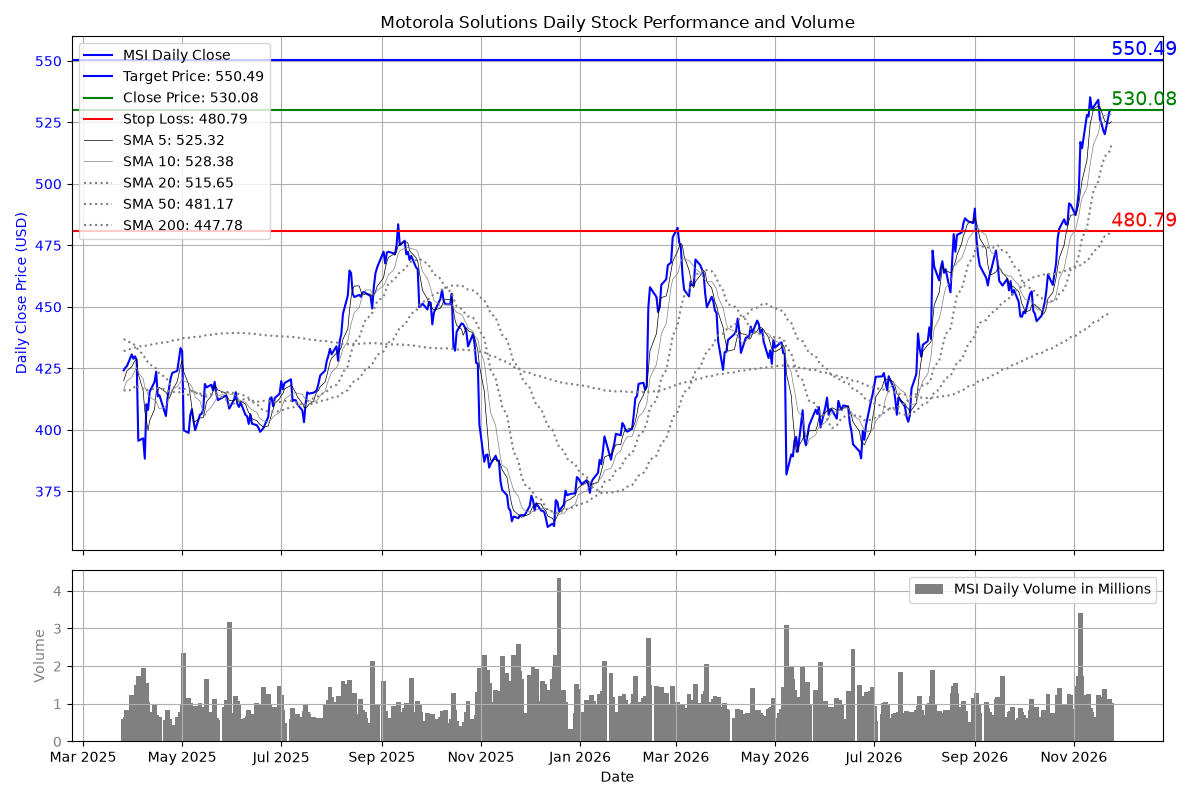 Motorola Solutions Daily Stock Performance and Volume
MSI Daily Close
Target Price: 550.49
Close Price: 530.08
Stop Loss: 480.79
SMA 5: 525.32
SMA 10: 528.38
SMA 20: 515.65
SMA 50: 481.17
SMA 200: 447.78
550.49
530.08
480.79
Daily Close Price (USD)
550
525
500
475
450
425
400
375
MSI Daily Volume in Millions
Volume
4
3
2
1
0
Mar 2025 May 2025 Jul 2025 Sep 2025 Nov 2025 Jan 2026 Mar 2026 May 2026 Jul 2026 Sep 2026 Nov 2026
Date